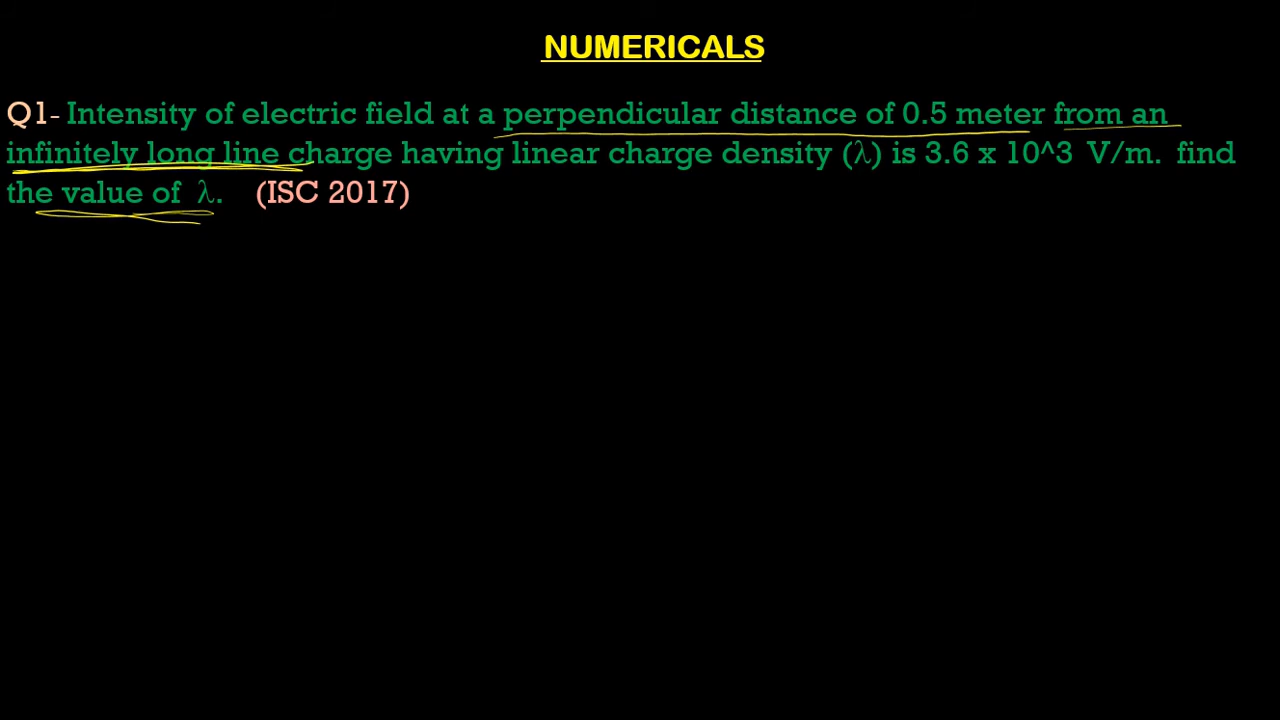 NUMERICALS
Q1- Intensity of electric field at a perpendicular distance of 0.5 meter from an
infinitely long line charge having linear charge density (λ) is 3.6 x 10^3 V/m. find
the value of λ. (ISC 2017)